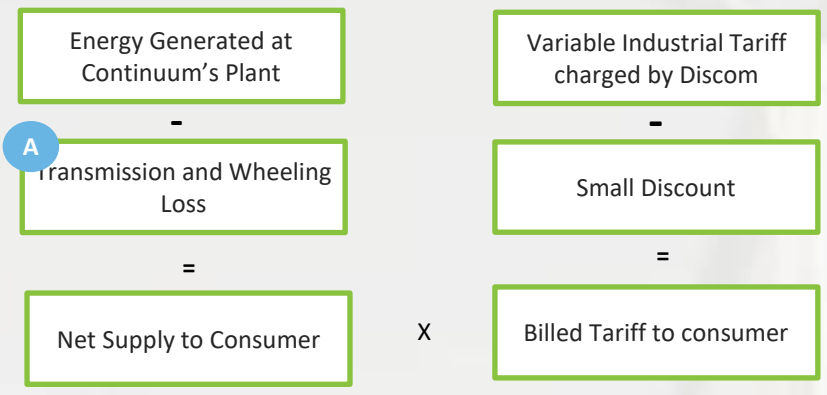 Energy Generated at
Continuum's Plant
-
A
Transmission and Wheeling
Loss
=
Net Supply to Consumer
X
Variable Industrial Tariff
charged by Discom
-
Small Discount
=
Billed Tariff to consumer